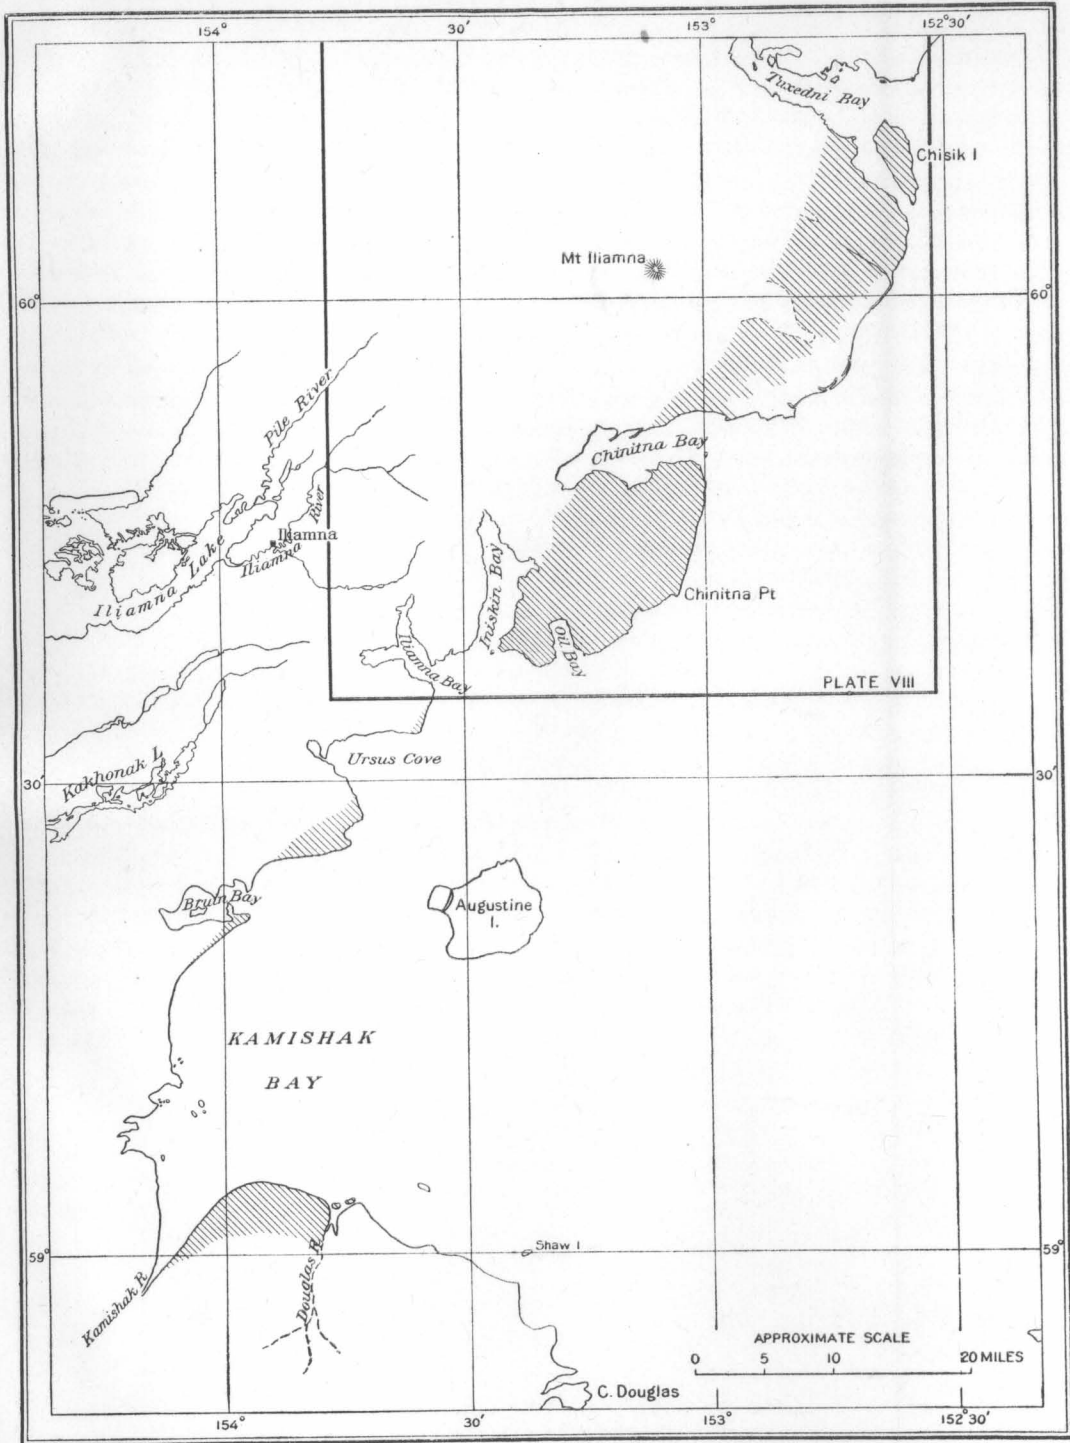 154° 30′ 153° 152°30′
Tuxedni Bay
Chisik I
Mt Iliamna
60° 60°
Pile River
Chinitna Bay
River
Iliamna
Iliamna
Iliamna Lake
Iniskin Bay
Chinitna Pt
Oil Bay
Iliamna Bay
PLATE VIII
Ursus Cove
30′ 30′
Kakhonak L
Bruin Bay
Augustine
I.
KAMISHAK
BAY
Shaw I
59° 59°
Douglas R
Kamishak R
APPROXIMATE SCALE
0 5 10 20 MILES
C. Douglas
154° 30′ 153° 152°30′